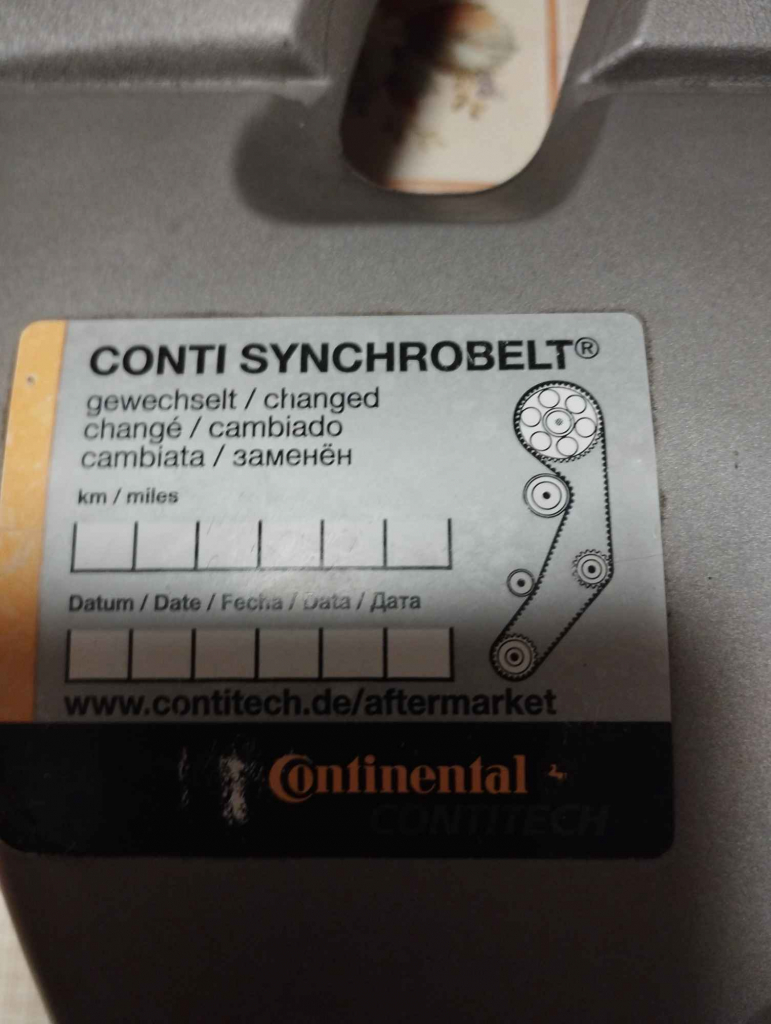 CONTI SYNCHROBELT®
gewechselt / changed
changé / cambiado
cambiata / заменён
km / miles
Datum / Date / Fecha / Data / Дата
www.contitech.de/aftermarket
Continental
CONTITECH